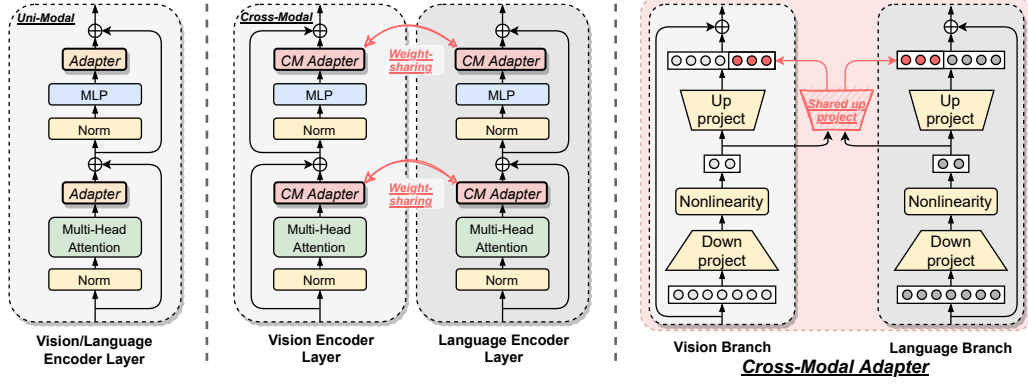 Uni-Modal
Adapter
MLP
Norm
Adapter
Multi-Head
Attention
Norm
Vision/Language
Encoder Layer
Cross-Modal
CM Adapter
MLP
Norm
CM Adapter
Multi-Head
Attention
Norm
Vision Encoder
Layer
Weight-
sharing
Weight-
sharing
CM Adapter
MLP
Norm
CM Adapter
Multi-Head
Attention
Norm
Language Encoder
Layer
Up
project
Nonlinearity
Down
project
Vision Branch
Shared up
project
Up
project
Nonlinearity
Down
project
Language Branch
Cross-Modal Adapter